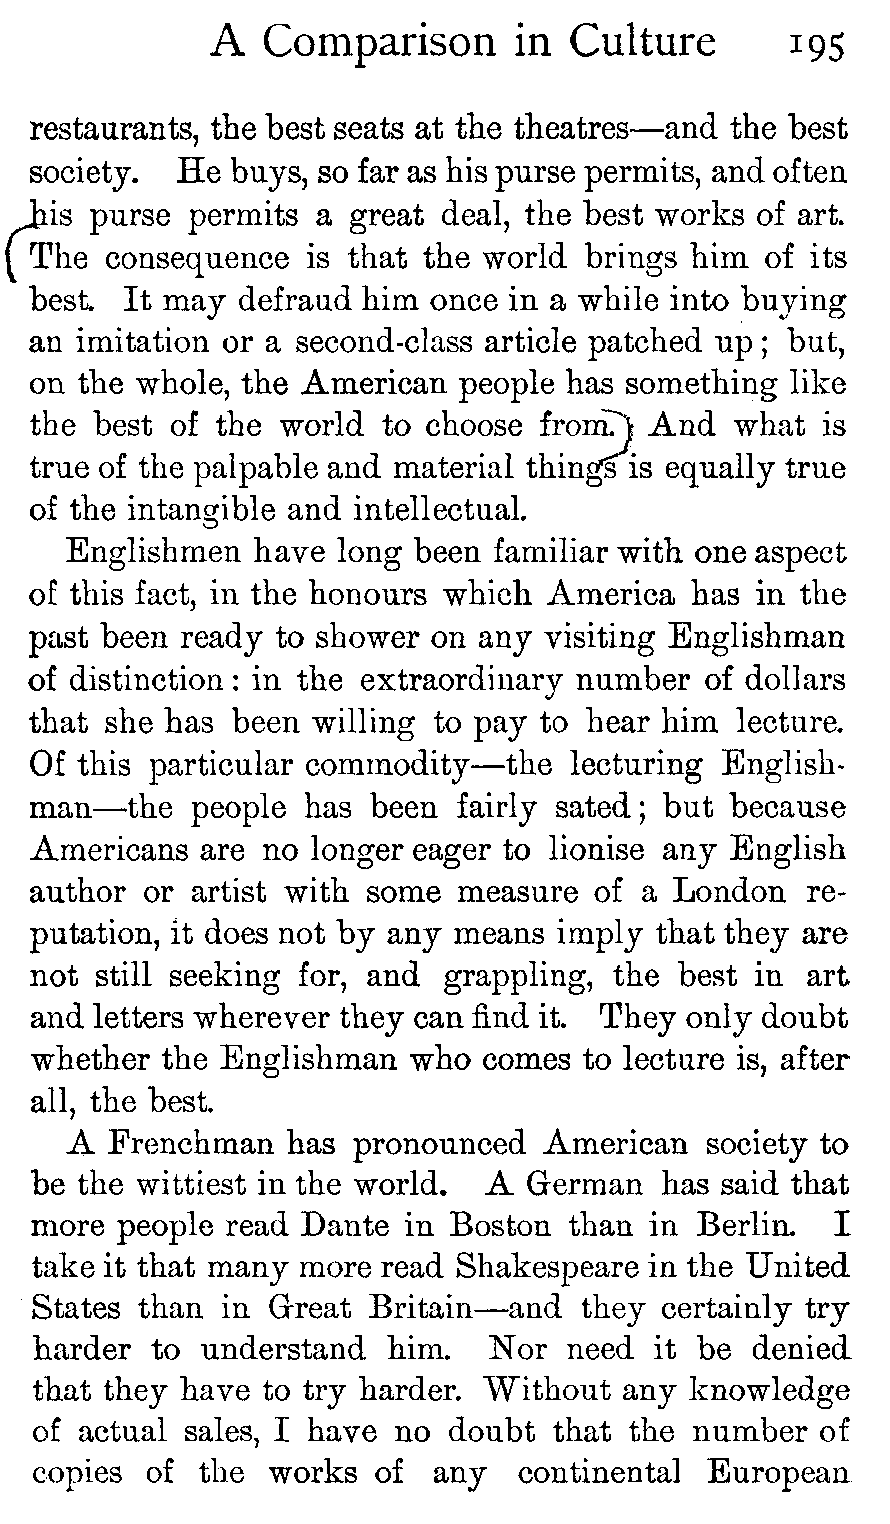 A Comparison in Culture 195
restaurants, the best seats at the theatres—and the best
society. He buys, so far as his purse permits, and often
his purse permits a great deal, the best works of art.
The consequence is that the world brings him of its
best. It may defraud him once in a while into buying
an imitation or a second-class article patched up; but,
on the whole, the American people has something like
the best of the world to choose from. And what is
true of the palpable and material things is equally true
of the intangible and intellectual.
Englishmen have long been familiar with one aspect
of this fact, in the honours which America has in the
past been ready to shower on any visiting Englishman
of distinction: in the extraordinary number of dollars
that she has been willing to pay to hear him lecture.
Of this particular commodity—the lecturing English-
man—the people has been fairly sated; but because
Americans are no longer eager to lionise any English
author or artist with some measure of a London re-
putation, it does not by any means imply that they are
not still seeking for, and grappling, the best in art
and letters wherever they can find it. They only doubt
whether the Englishman who comes to lecture is, after
all, the best.
A Frenchman has pronounced American society to
be the wittiest in the world. A German has said that
more people read Dante in Boston than in Berlin. I
take it that many more read Shakespeare in the United
States than in Great Britain—and they certainly try
harder to understand him. Nor need it be denied
that they have to try harder. Without any knowledge
of actual sales, I have no doubt that the number of
copies of the works of any continental European